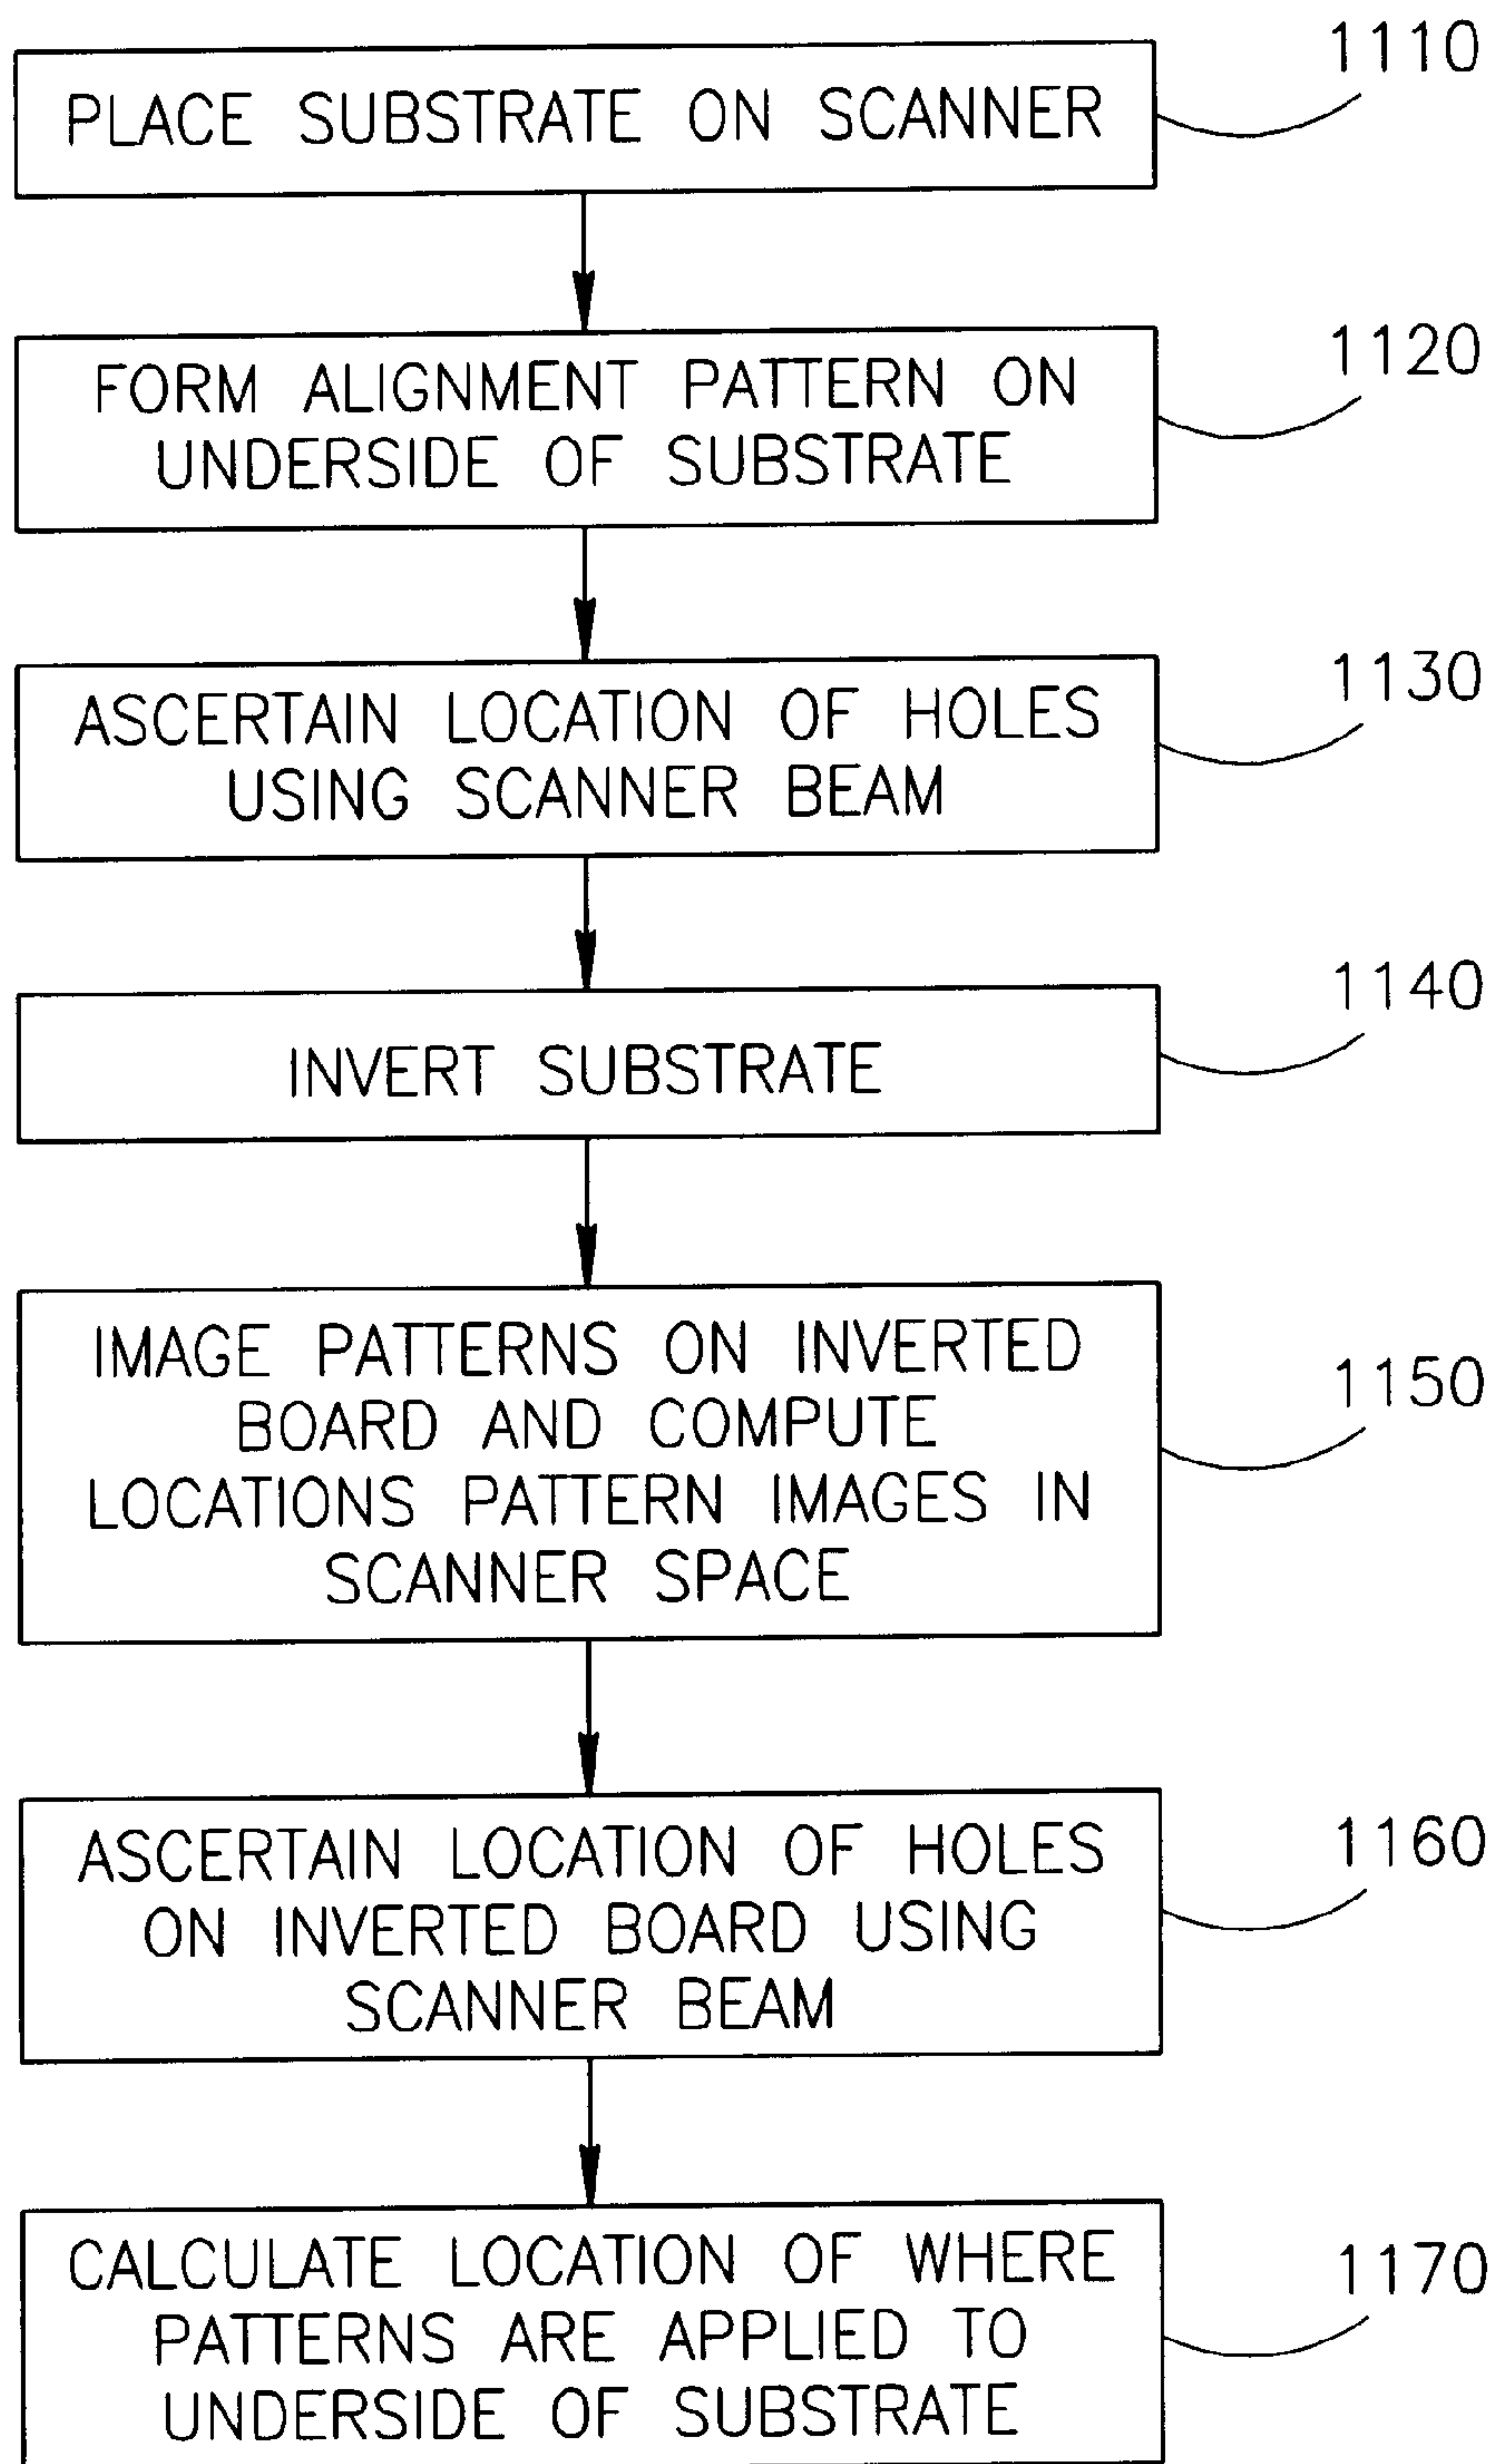 1110
PLACE SUBSTRATE ON SCANNER
1120
FORM ALIGNMENT PATTERN ON
UNDERSIDE OF SUBSTRATE
1130
ASCERTAIN LOCATION OF HOLES
USING SCANNER BEAM
1140
INVERT SUBSTRATE
IMAGE PATTERNS ON INVERTED
1150
BOARD AND COMPUTE
LOCATIONS PATTERN IMAGES IN
SCANNER SPACE
1160
ASCERTAIN LOCATION OF HOLES
ON INVERTED BOARD USING
SCANNER BEAM
1170
CALCULATE LOCATION OF WHERE
PATTERNS ARE APPLIED TO
UNDERSIDE OF SUBSTRATE